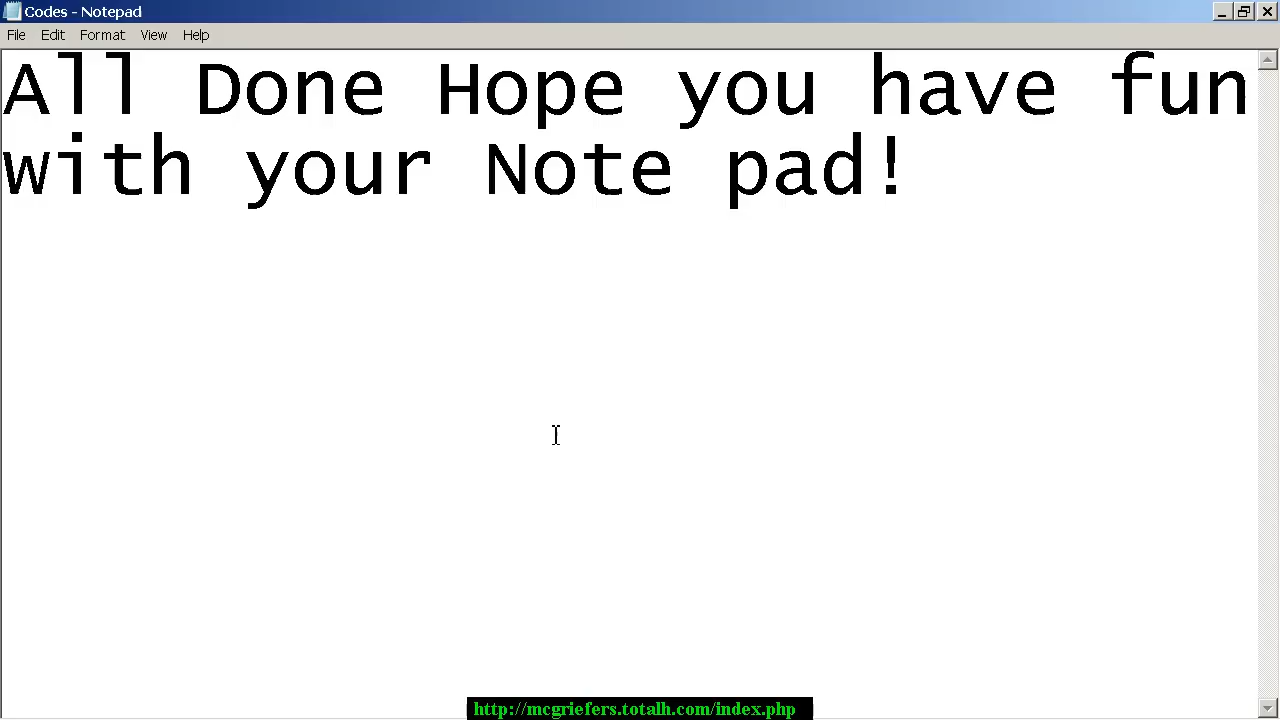 Codes - Notepad
File Edit Format View Help
All Done Hope you have fun
with your Note pad!
http://mcgriefers.totalh.com/index.php